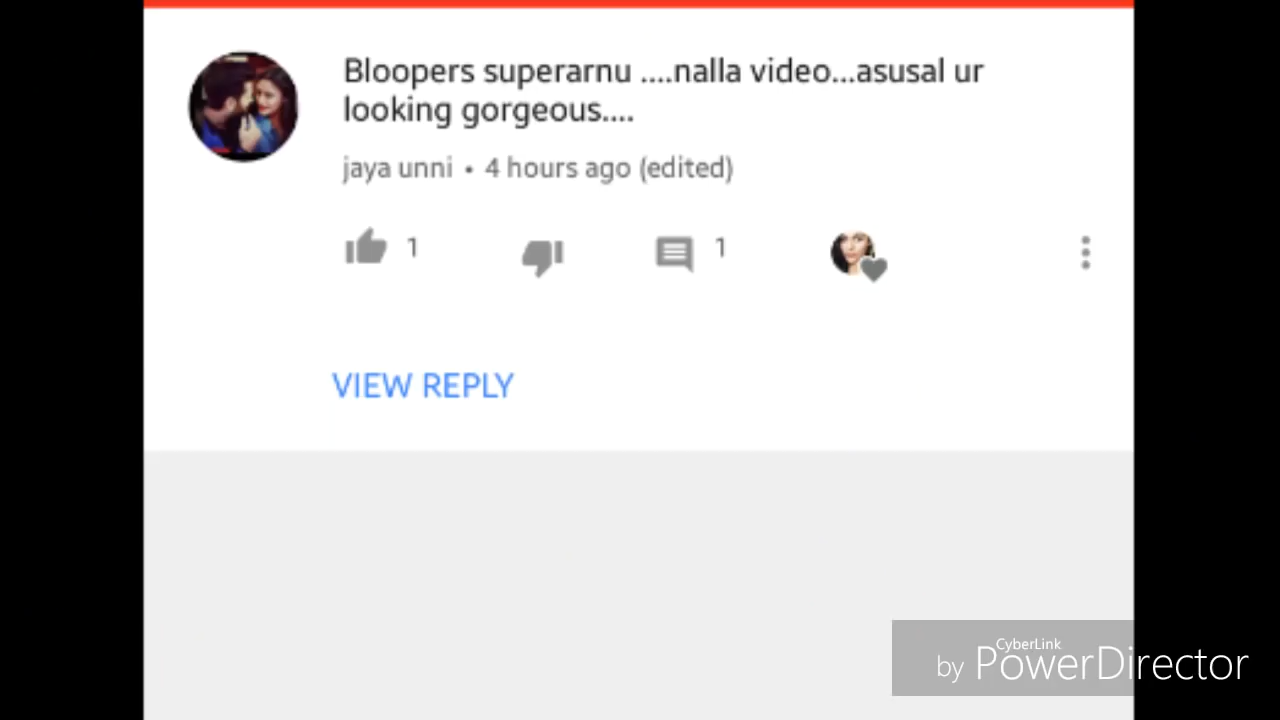 Bloopers superarnu ....nalla video...asusal ur
looking gorgeous....
jaya unni • 4 hours ago (edited)
1
1
VIEW REPLY
CyberLink
by PowerDirector